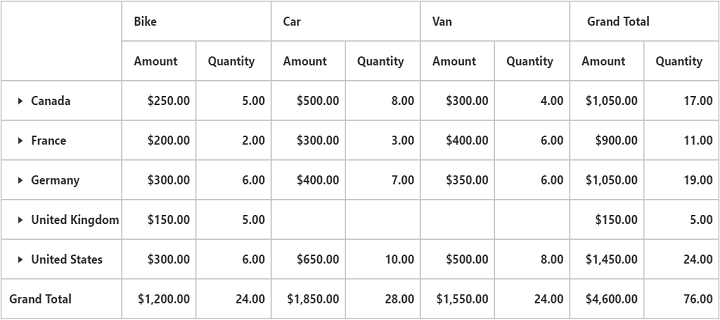 Bike Car Van Grand Total
Amount Quantity Amount Quantity Amount Quantity Amount Quantity
Canada $250.00 5.00 $500.00 8.00 $300.00 4.00 $1,050.00 17.00
France $200.00 2.00 $300.00 3.00 $400.00 6.00 $900.00 11.00
Germany $300.00 6.00 $400.00 7.00 $350.00 6.00 $1,050.00 19.00
United Kingdom $150.00 5.00 $150.00 5.00
United States $300.00 6.00 $650.00 10.00 $500.00 8.00 $1,450.00 24.00
Grand Total $1,200.00 24.00 $1,850.00 28.00 $1,550.00 24.00 $4,600.00 76.00